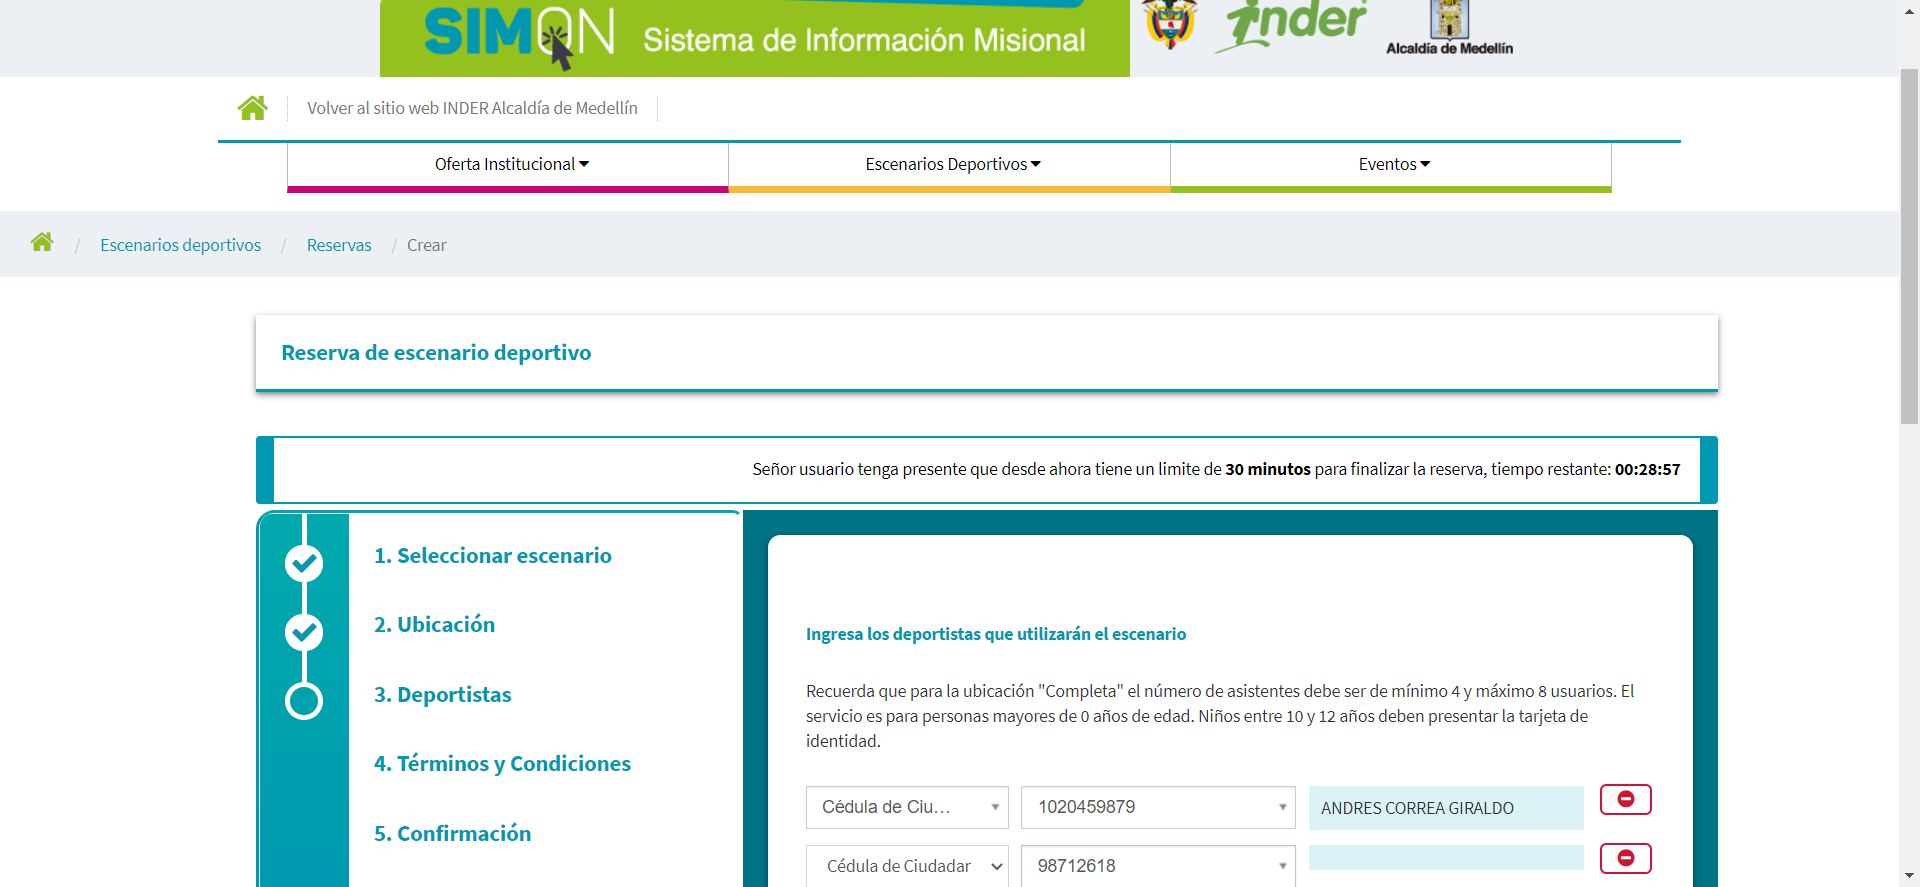 SIMON
Sistema de Información Misional
inder
Alcaldía de Medellín
Volver al sitio web INDER Alcaldía de Medellín
Oferta Institucional
Escenarios Deportivos
Eventos
/ Escenarios deportivos / Reservas / Crear
Reserva de escenario deportivo
Señor usuario tenga presente que desde ahora tiene un limite de 30 minutos para finalizar la reserva, tiempo restante: 00:28:57
1. Seleccionar escenario
2. Ubicación
3. Deportistas
4. Términos y Condiciones
5. Confirmación
Ingresa los deportistas que utilizarán el escenario
Recuerda que para la ubicación "Completa" el número de asistentes debe ser de mínimo 4 y máximo 8 usuarios. El
servicio es para personas mayores de 0 años de edad. Niños entre 10 y 12 años deben presentar la tarjeta de
identidad.
Cédula de Ciu... 1020459879 ANDRES CORREA GIRALDO
Cédula de Ciudadar 98712618